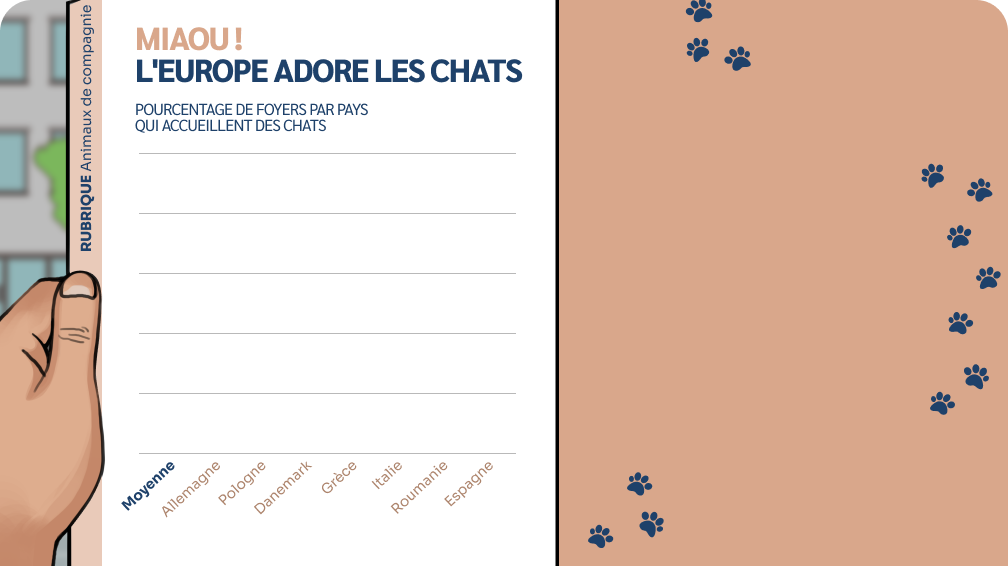 RUBRIQUE Animaux de compagnie
MIAOU !
L'EUROPE ADORE LES CHATS
POURCENTAGE DE FOYERS PAR PAYS
QUI ACCUEILLENT DES CHATS
Moyenne
Allemagne
Pologne
Danemark
Grèce
Italie
Roumanie
Espagne